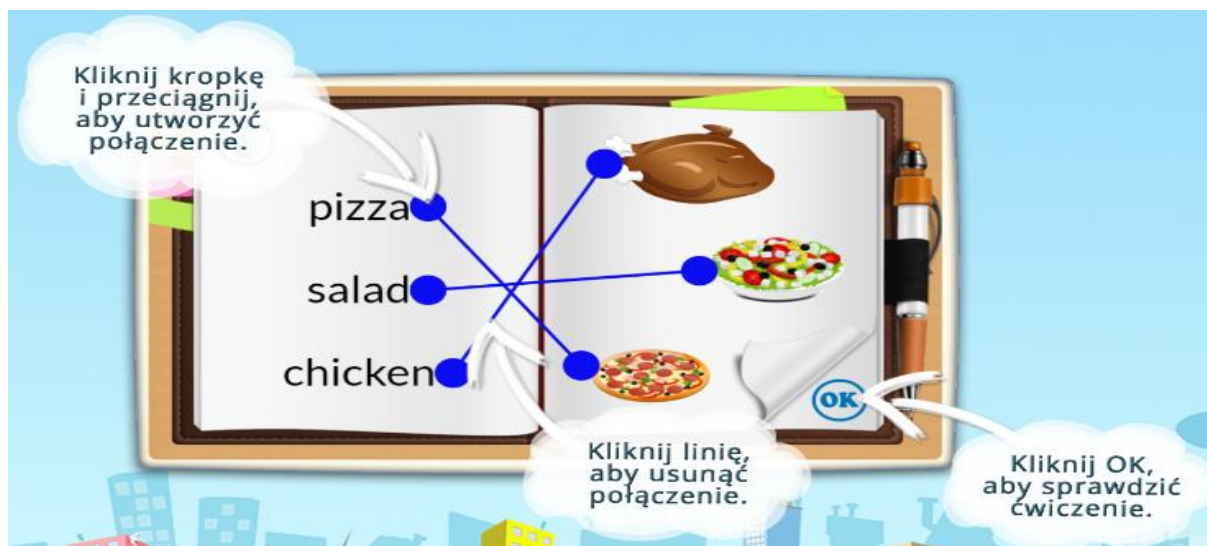 Kliknij kropkę
i przeciągnij,
aby utworzyć
połączenie.
pizza
salad
chicken
OK
Kliknij linię,
aby usunąć
połączenie.
Kliknij OK,
aby sprawdzić
ćwiczenie.